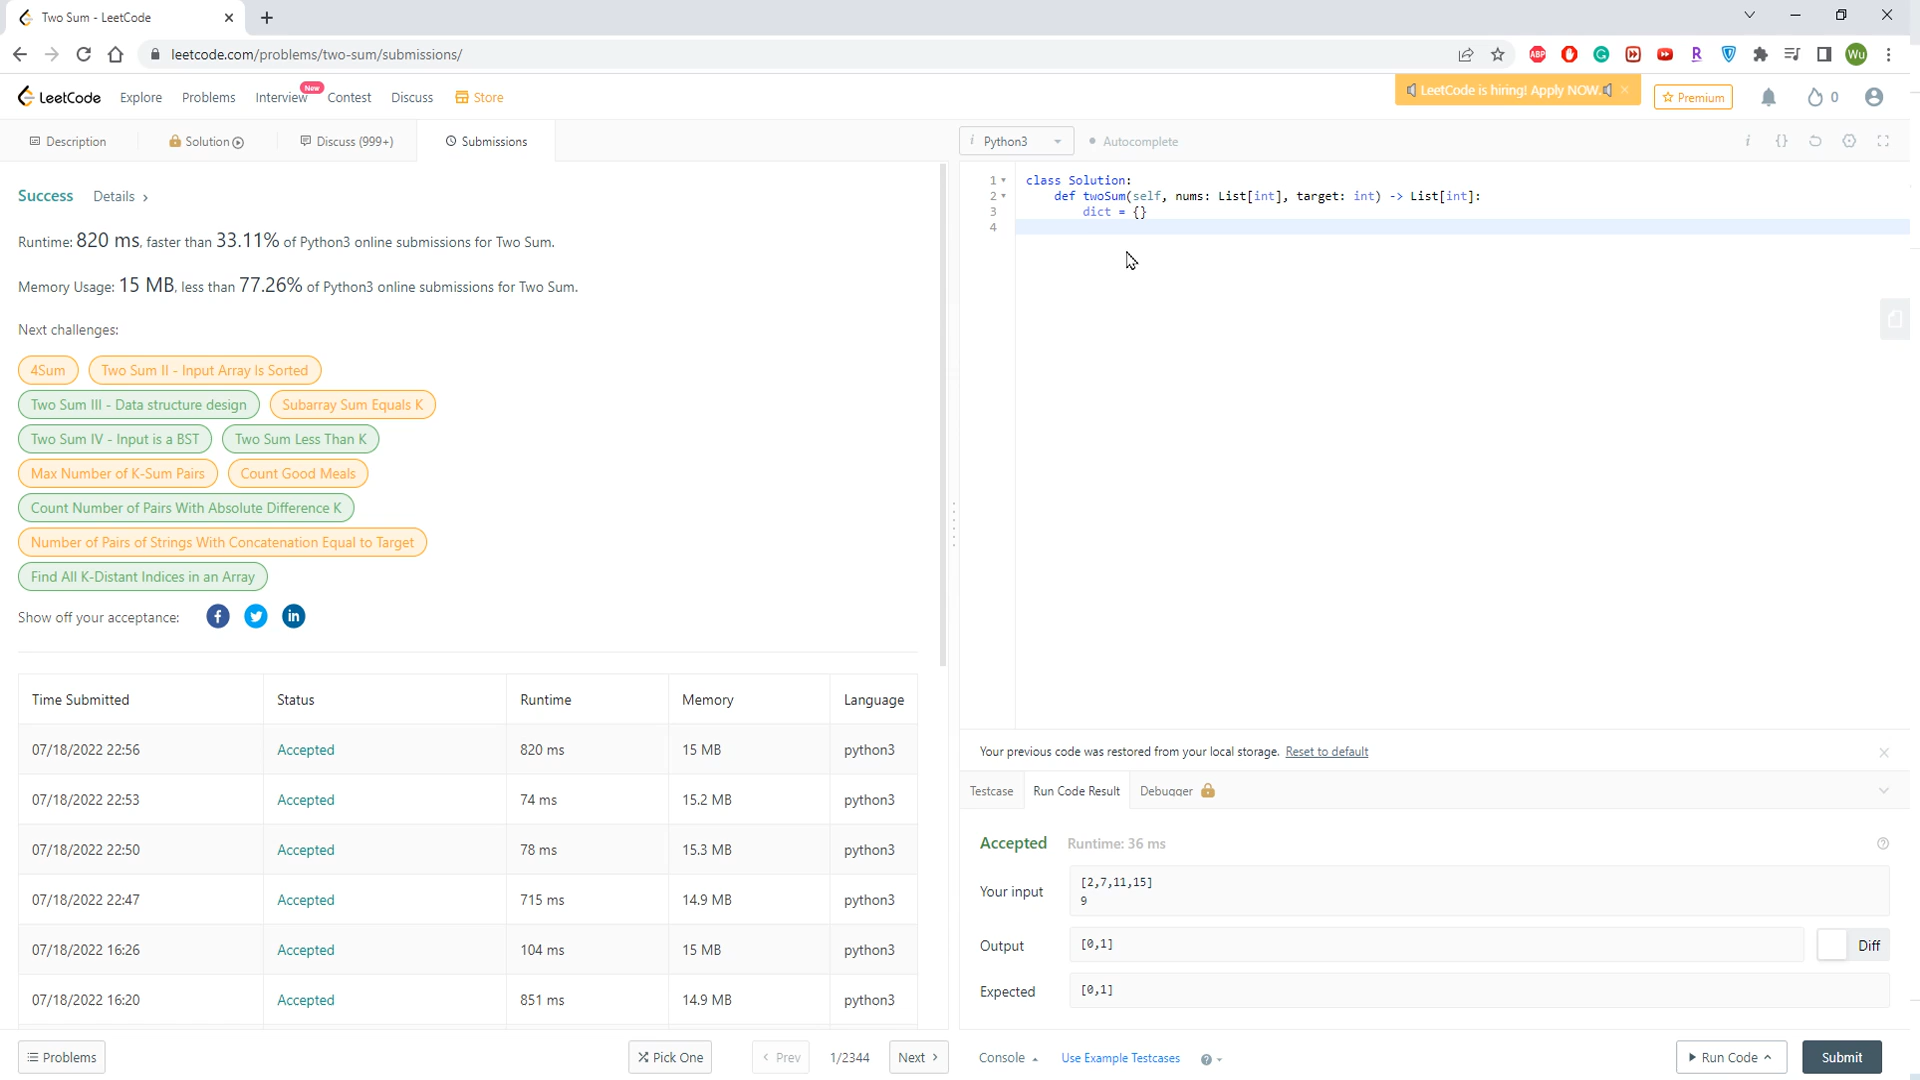 Two Sum - LeetCode
leetcode.com/problems/two-sum/submissions/
ABP
R
Wu
LeetCode
Explore
Problems
Interview
New
Contest
Discuss
Store
LeetCode is hiring! Apply NOW.
Premium
0
Description
Solution
Discuss (999+)
Submissions
i Python3
Autocomplete
i {}
Success Details ›
Runtime: 820 ms, faster than 33.11% of Python3 online submissions for Two Sum.
Memory Usage: 15 MB, less than 77.26% of Python3 online submissions for Two Sum.
Next challenges:
4Sum Two Sum II - Input Array Is Sorted
Two Sum III - Data structure design Subarray Sum Equals K
Two Sum IV - Input is a BST Two Sum Less Than K
Max Number of K-Sum Pairs Count Good Meals
Count Number of Pairs With Absolute Difference K
Number of Pairs of Strings With Concatenation Equal to Target
Find All K-Distant Indices in an Array
Show off your acceptance:
Time Submitted Status Runtime Memory Language
07/18/2022 22:56 Accepted 820 ms 15 MB python3
07/18/2022 22:53 Accepted 74 ms 15.2 MB python3
07/18/2022 22:50 Accepted 78 ms 15.3 MB python3
07/18/2022 22:47 Accepted 715 ms 14.9 MB python3
07/18/2022 16:26 Accepted 104 ms 15 MB python3
07/18/2022 16:20 Accepted 851 ms 14.9 MB python3
Problems
Pick One
‹ Prev
1/2344
Next ›
1 class Solution:
2 def twoSum(self, nums: List[int], target: int) -> List[int]:
3 dict = {}
4
Your previous code was restored from your local storage. Reset to default
Testcase Run Code Result Debugger
Accepted Runtime: 36 ms
Your input
[2,7,11,15]
9
Output [0,1] Diff
Expected [0,1]
Console
Use Example Testcases
?
Run Code
Submit